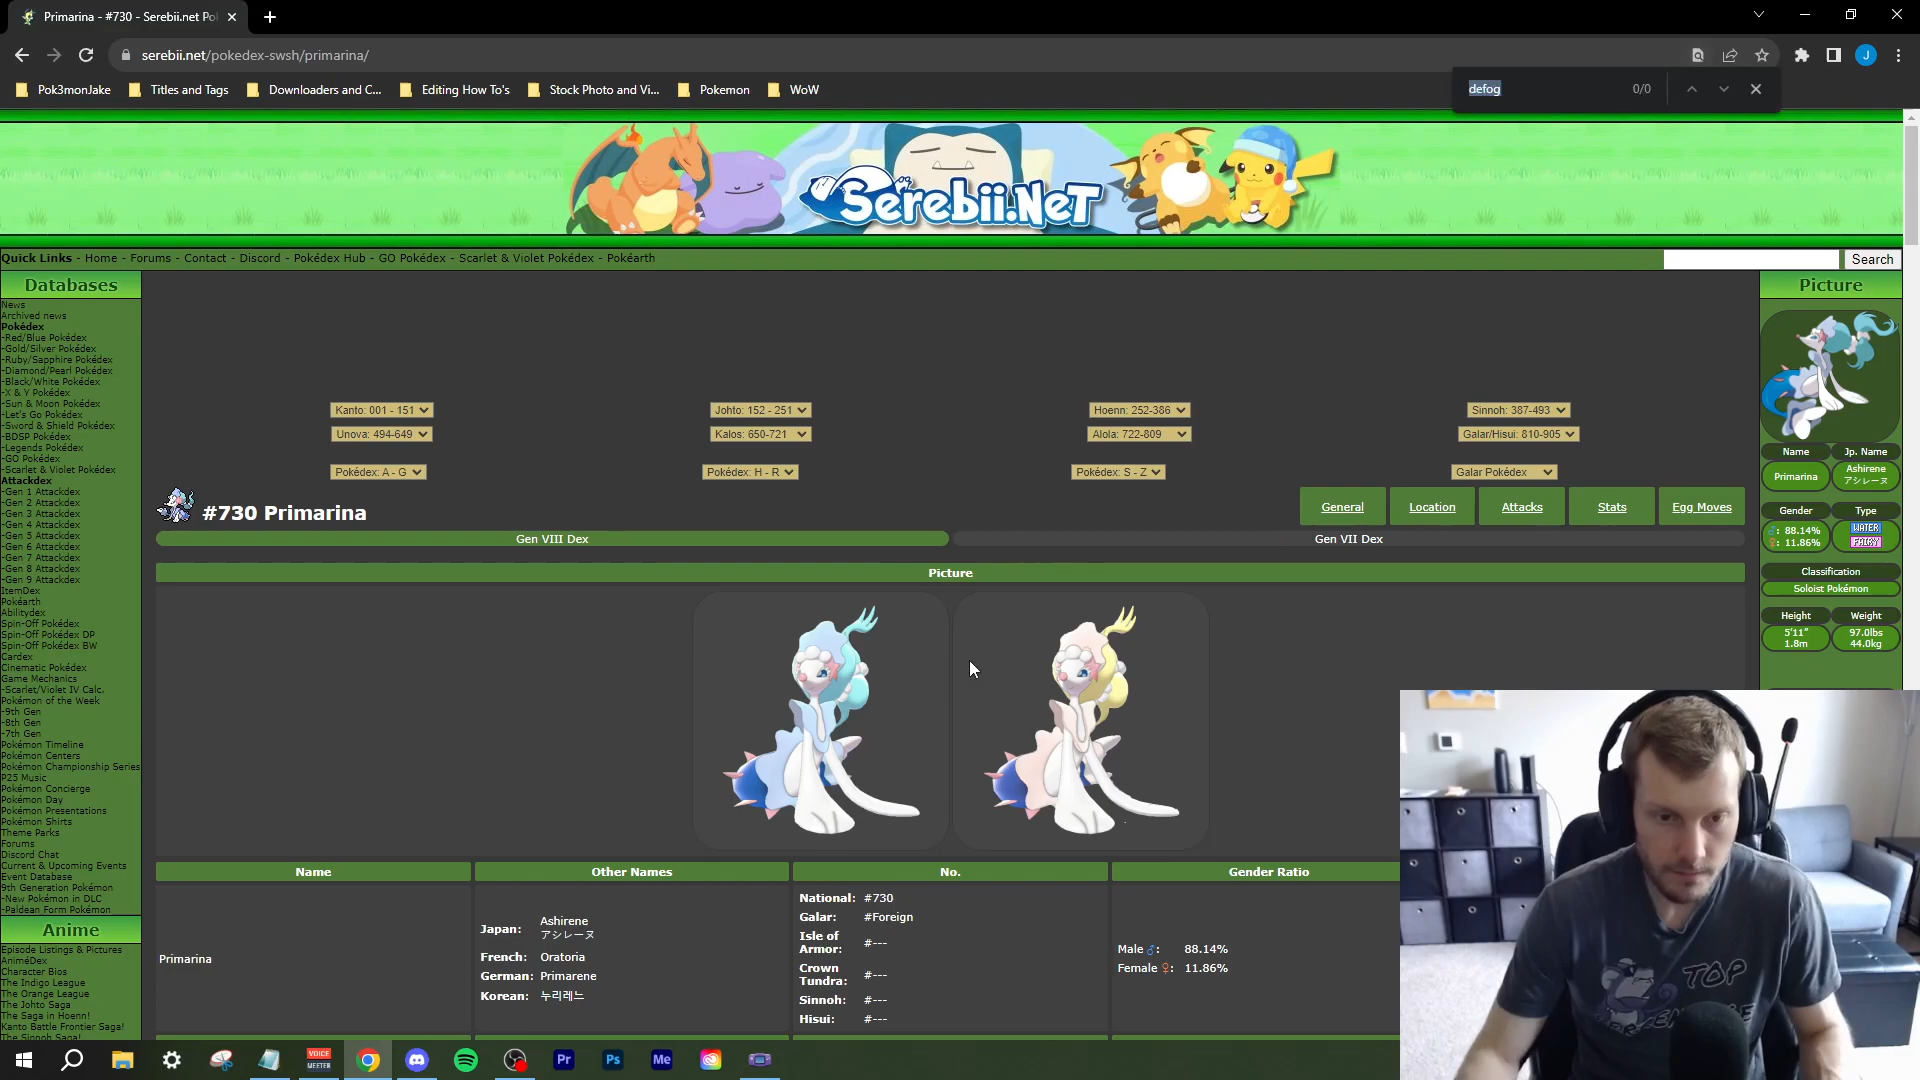 Primarina - #730 - Serebii.net Po
serebii.net/pokedex-swsh/primarina/
J
Pok3monJake
Titles and Tags
Downloaders and C...
Editing How To's
Stock Photo and Vi...
Pokemon
WoW
defog
0/0
Serebii.NeT
Quick Links - Home - Forums - Contact - Discord - Pokédex Hub - GO Pokédex - Scarlet & Violet Pokédex - Pokéarth
Search
Databases
News
Archived news
Pokédex
-Red/Blue Pokédex
-Gold/Silver Pokédex
-Ruby/Sapphire Pokédex
-Diamond/Pearl Pokédex
-Black/White Pokédex
-X & Y Pokédex
-Sun & Moon Pokédex
-Let's Go Pokédex
-Sword & Shield Pokédex
-BDSP Pokédex
-Legends Pokédex
-GO Pokédex
-Scarlet & Violet Pokédex
Attackdex
-Gen 1 Attackdex
-Gen 2 Attackdex
-Gen 3 Attackdex
-Gen 4 Attackdex
-Gen 5 Attackdex
-Gen 6 Attackdex
-Gen 7 Attackdex
-Gen 8 Attackdex
-Gen 9 Attackdex
ItemDex
Pokéarth
Abilitydex
Spin-Off Pokédex
Spin-Off Pokédex DP
Spin-Off Pokédex BW
Cardex
Cinematic Pokédex
Game Mechanics
-Scarlet/Violet IV Calc.
Pokémon of the Week
-9th Gen
-8th Gen
-7th Gen
Pokémon Timeline
Pokémon Centers
Pokémon Championship Series
P25 Music
Pokémon Concierge
Pokémon Day
Pokémon Presentations
Pokémon Shirts
Theme Parks
Forums
Discord Chat
Current & Upcoming Events
Event Database
9th Generation Pokémon
-New Pokémon in DLC
-Paldean Form Pokémon
Anime
Episode Listings & Pictures
AniméDex
Character Bios
The Indigo League
The Orange League
The Johto Saga
The Saga in Hoenn!
Kanto Battle Frontier Saga!
The Sinnoh Saga!
Kanto: 001 - 151
Johto: 152 - 251
Hoenn: 252-386
Sinnoh: 387-493
Unova: 494-649
Kalos: 650-721
Alola: 722-809
Galar/Hisui: 810-905
Pokédex: A - G
Pokédex: H - R
Pokédex: S - Z
Galar Pokédex
#730 Primarina
General
Location
Attacks
Stats
Egg Moves
Gen VIII Dex
Gen VII Dex
Picture
Name
Other Names
No.
Gender Ratio
Primarina
Japan: Ashirene
アシレーヌ
French: Oratoria
German: Primarene
Korean: 누리레느
National: #730
Galar: #Foreign
Isle of Armor: #---
Crown Tundra: #---
Sinnoh: #---
Hisui: #---
Male ♂: 88.14%
Female ♀: 11.86%
Picture
Name
Jp. Name
Primarina
Ashirene
アシレーヌ
Gender
Type
♂: 88.14%
♀: 11.86%
WATER
FAIRY
Classification
Soloist Pokémon
Height
Weight
5'11"
1.8m
97.0lbs
44.0kg
TOP
VOICE
MEETER
Pr
Ps
Me